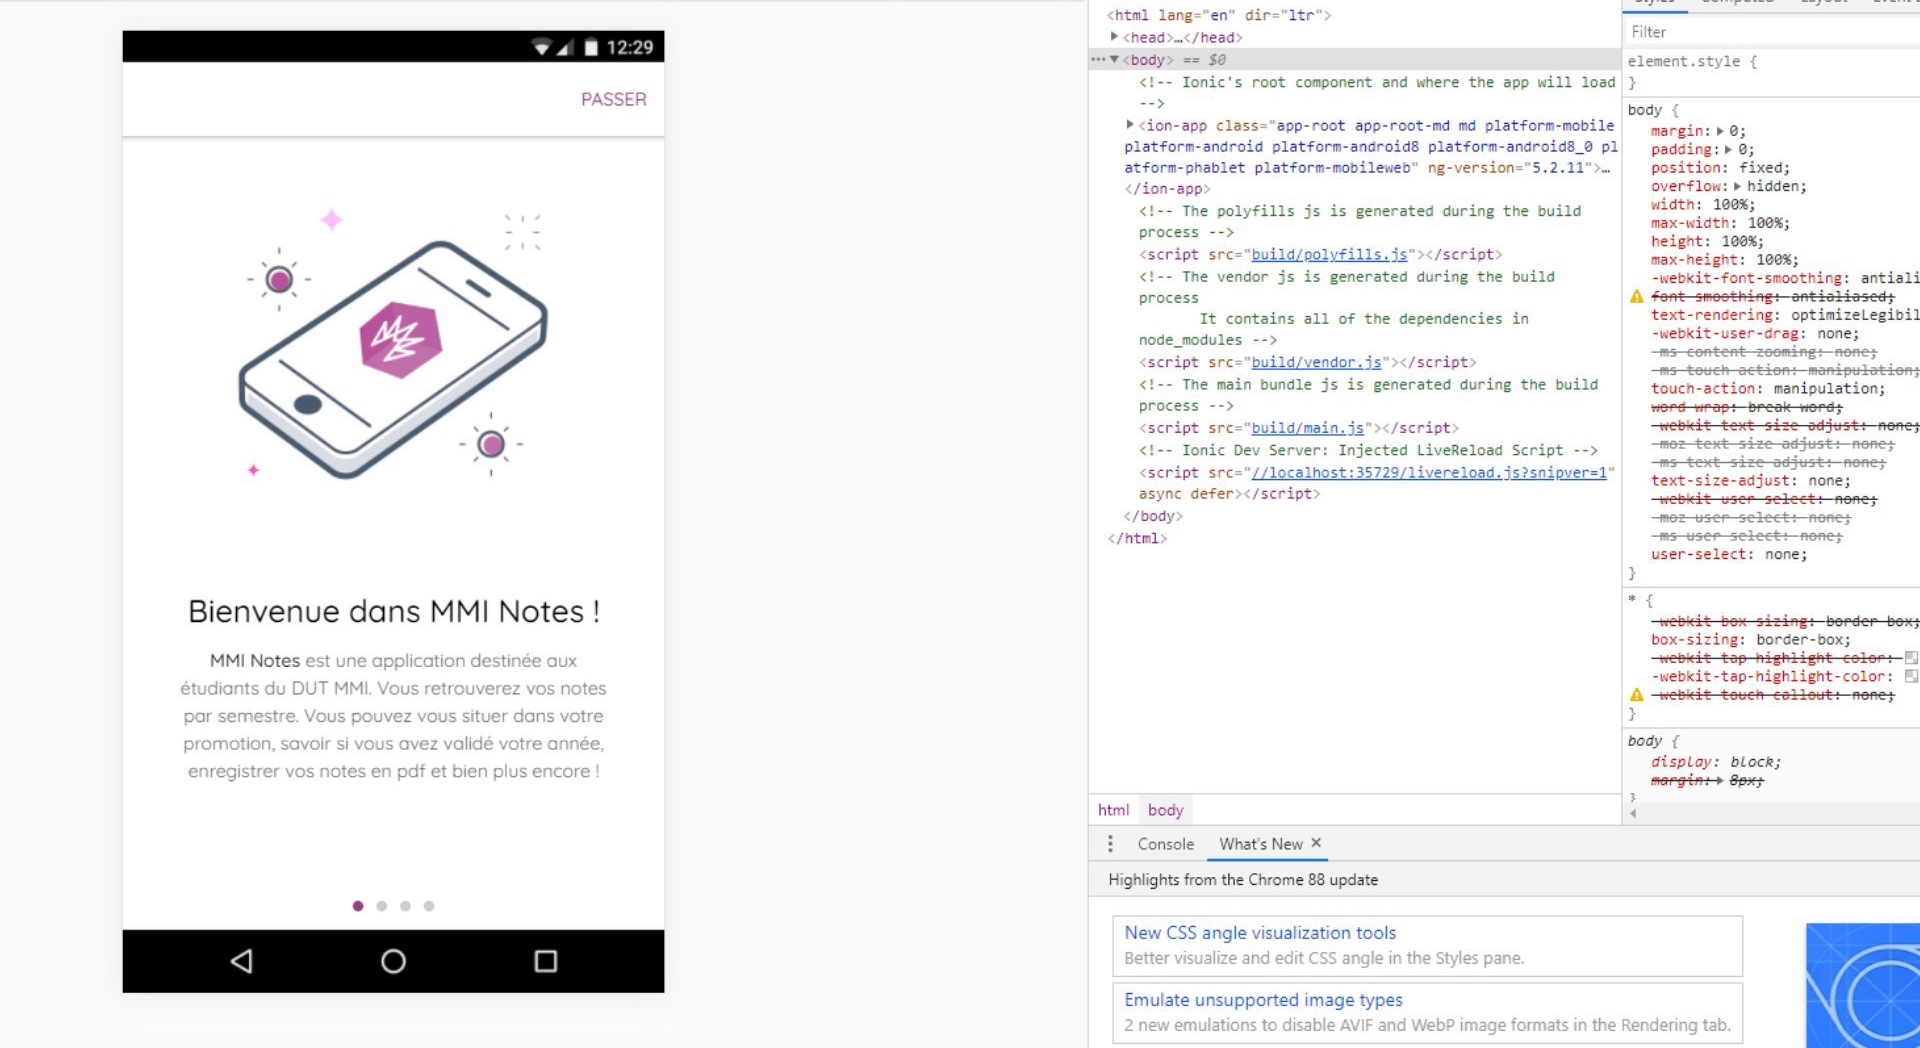 12:29
PASSER
Bienvenue dans MMI Notes !
MMI Notes est une application destinée aux
étudiants du DUT MMI. Vous retrouverez vos notes
par semestre. Vous pouvez vous situer dans votre
promotion, savoir si vous avez validé votre année,
enregistrer vos notes en pdf et bien plus encore !
<html lang="en" dir="ltr">
<head>…</head>
<body> == $0
<!-- Ionic's root component and where the app will load
-->
<ion-app class="app-root app-root-md md platform-mobile
platform-android platform-android8 platform-android8_0 pl
atform-phablet platform-mobileweb" ng-version="5.2.11">…
</ion-app>
<!-- The polyfills js is generated during the build
process -->
<script src="build/polyfills.js"></script>
<!-- The vendor js is generated during the build
process
It contains all of the dependencies in
node_modules -->
<script src="build/vendor.js"></script>
<!-- The main bundle js is generated during the build
process -->
<script src="build/main.js"></script>
<!-- Ionic Dev Server: Injected LiveReload Script -->
<script src="//localhost:35729/livereload.js?snipver=1"
async defer></script>
</body>
</html>
html body
Filter
element.style {
}
body {
margin: 0;
padding: 0;
position: fixed;
overflow: hidden;
width: 100%;
max-width: 100%;
height: 100%;
max-height: 100%;
-webkit-font-smoothing: antiali
font-smoothing: antialiased;
text-rendering: optimizeLegibil
-webkit-user-drag: none;
-ms-content-zooming: none;
-ms-touch-action: manipulation;
touch-action: manipulation;
word-wrap: break-word;
-webkit-text-size-adjust: none;
-moz-text-size-adjust: none;
-ms-text-size-adjust: none;
text-size-adjust: none;
-webkit-user-select: none;
-moz-user-select: none;
-ms-user-select: none;
user-select: none;
}
* {
-webkit-box-sizing: border-box;
box-sizing: border-box;
-webkit-tap-highlight-color:
-webkit-tap-highlight-color:
-webkit-touch-callout: none;
}
body {
display: block;
margin: 8px;
}
Console What's New
Highlights from the Chrome 88 update
New CSS angle visualization tools
Better visualize and edit CSS angle in the Styles pane.
Emulate unsupported image types
2 new emulations to disable AVIF and WebP image formats in the Rendering tab.